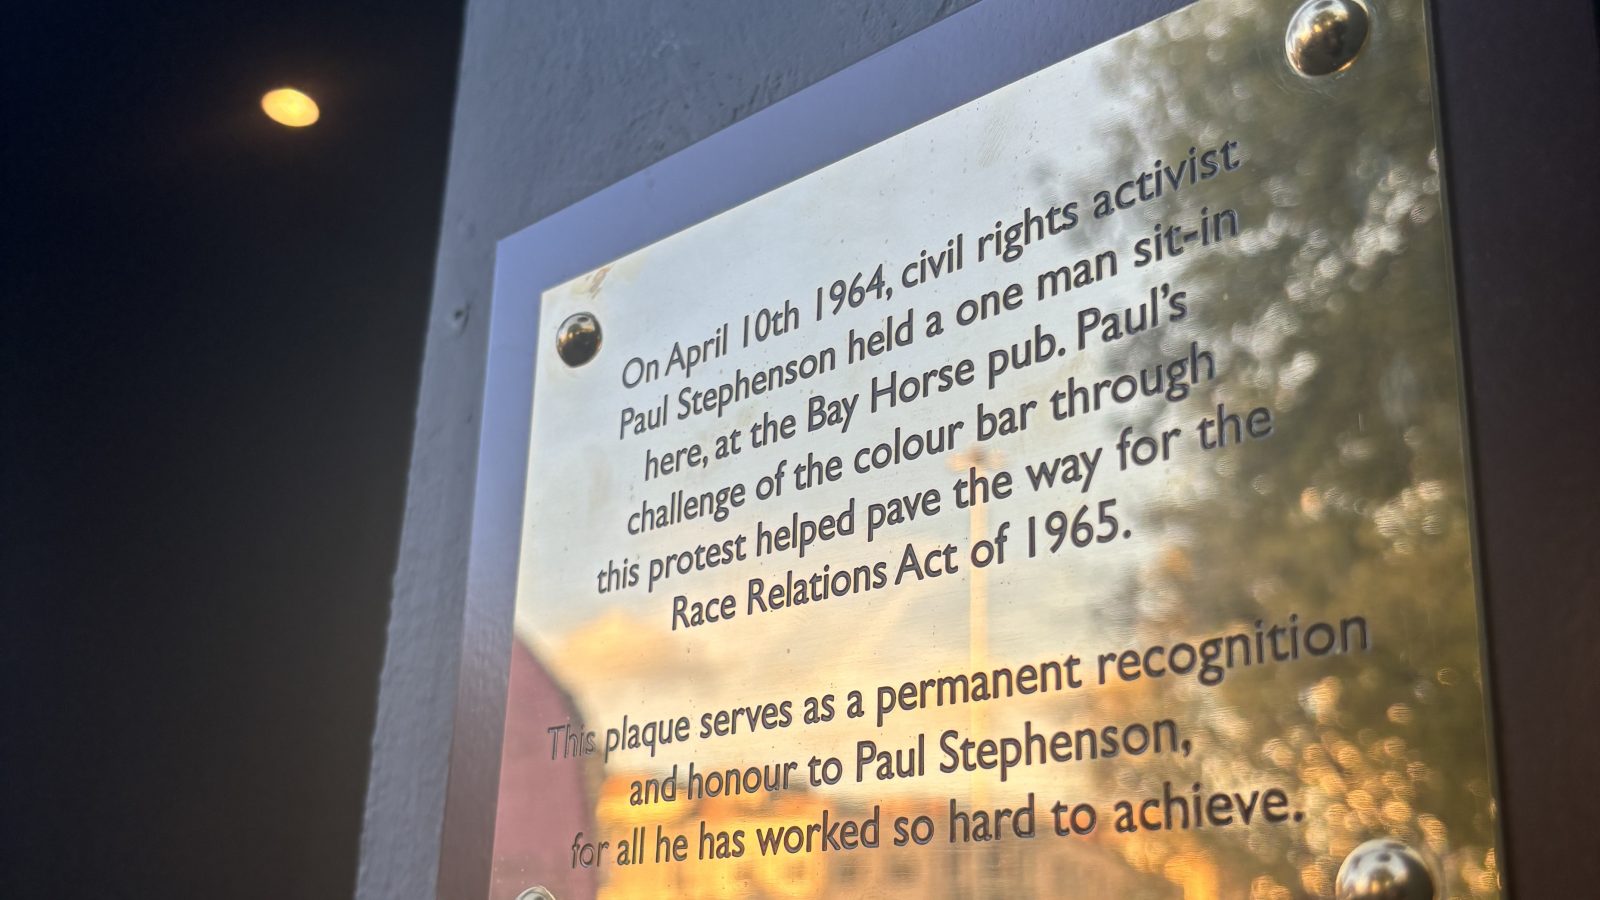 On April 10th 1964, civil rights activist
Paul Stephenson held a one man sit-in
here, at the Bay Horse pub. Paul's
challenge of the colour bar through
this protest helped pave the way for the
Race Relations Act of 1965.
This plaque serves as a permanent recognition
and honour to Paul Stephenson,
for all he has worked so hard to achieve.